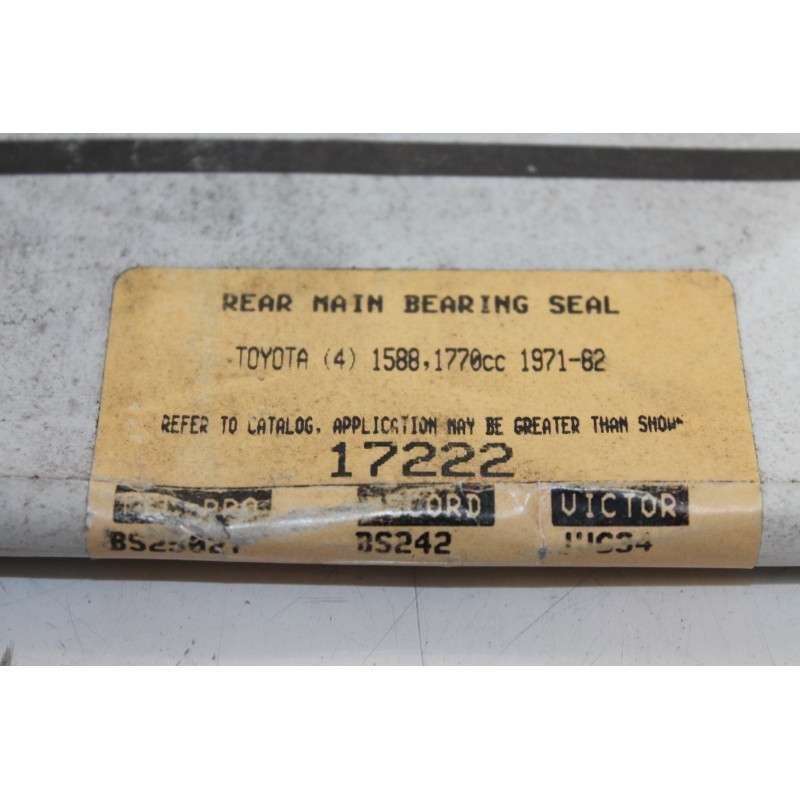 REAR MAIN BEARING SEAL
TOYOTA (4) 1588,1770cc 1971-82
REFER TO CATALOG, APPLICATION MAY BE GREATER THAN
17222
VICTOR
BS242